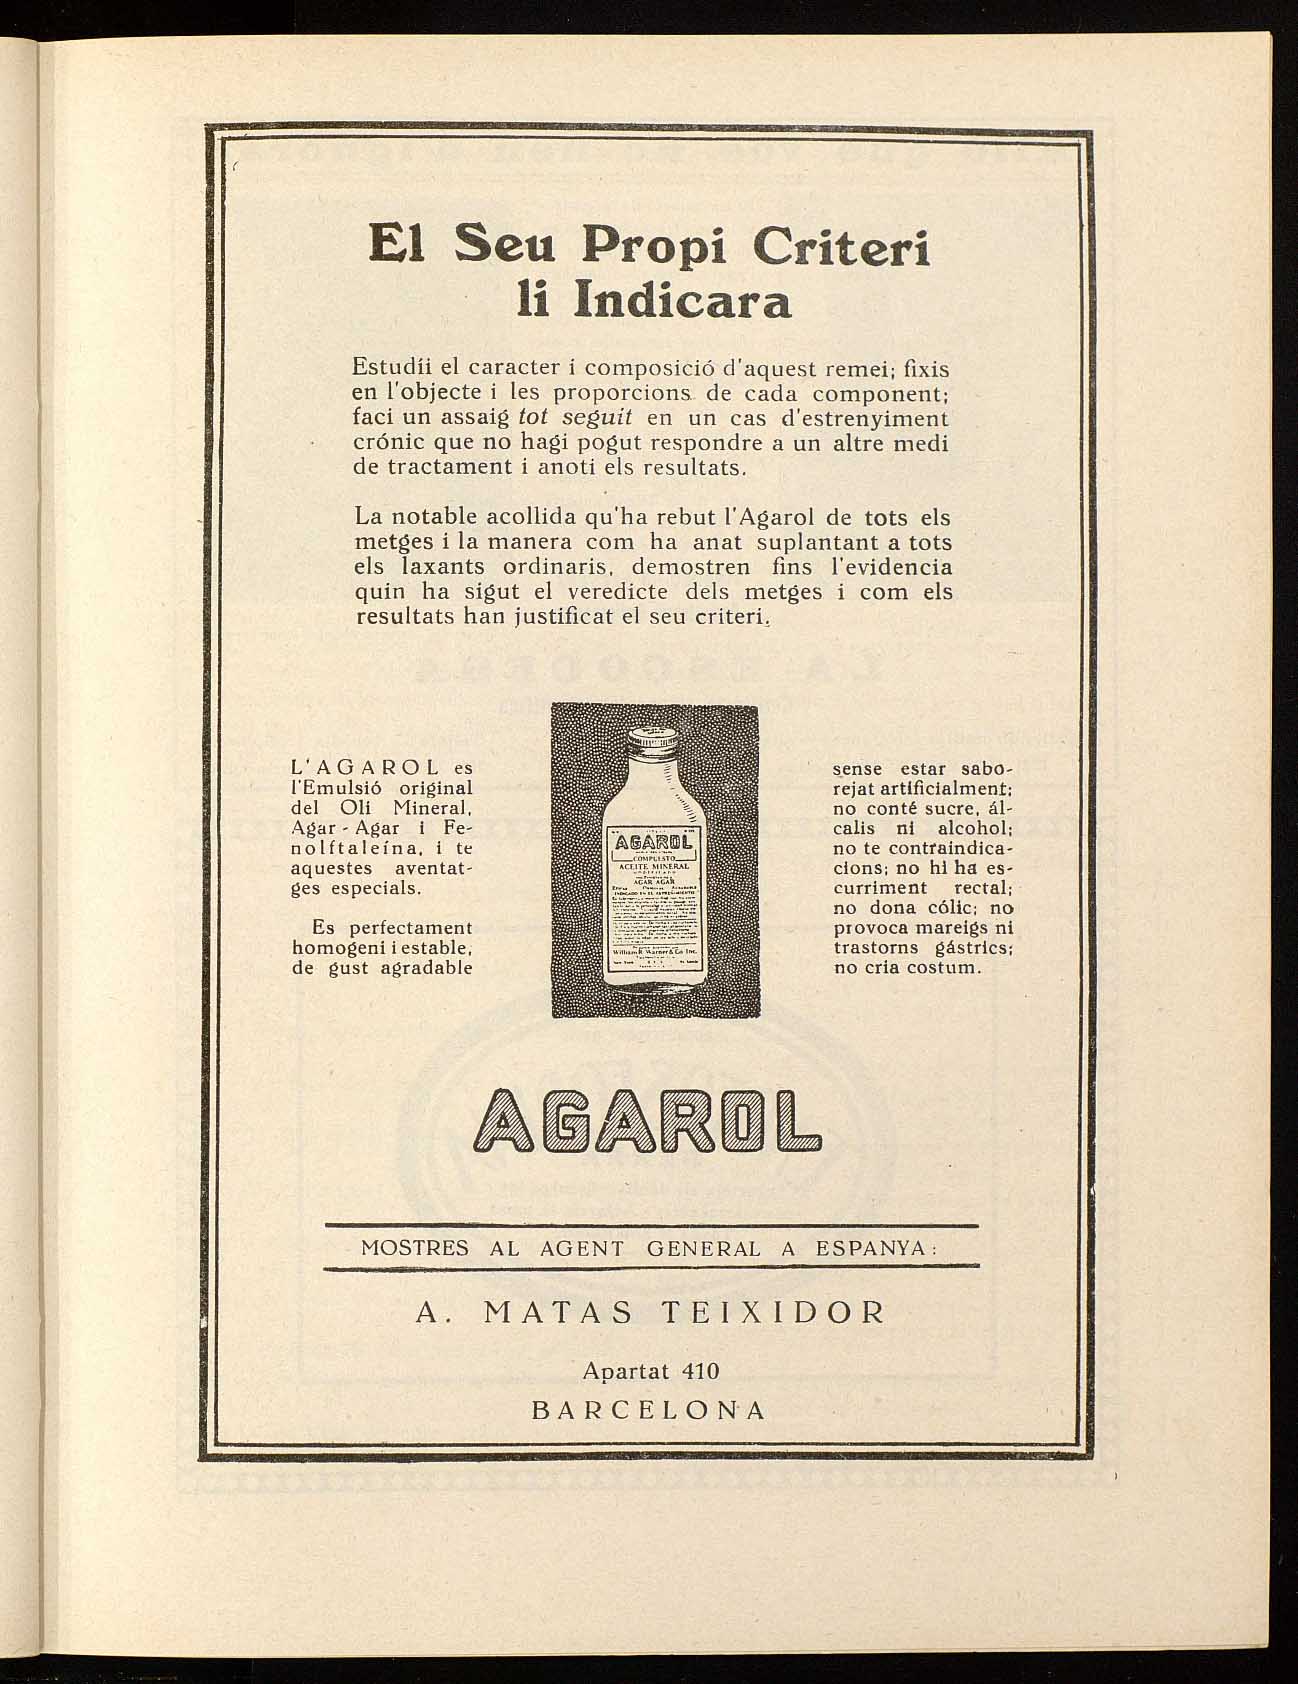 El Seu Propi Criteri
li Indicara
Estudíi el caracter i composició d'aquest remei; fixis
en l'objecte i les proporcions de cada component;
faci un assaig tot seguit en un cas d'estrenyiment
crónic que no hagi pogut respondre a un altre medi
de tractament i anoti els resultats.
La notable acollida qu'ha rebut l'Agarol de tots els
metges i la manera com ha anat suplantant a tots
els laxants ordinaris, demostren fins l'evidencia
quin ha sigut el veredicte dels metges i com els
resultats han justificat el seu criteri.
L'AGAROL es
l'Emulsió original
del Oli Mineral,
Agar-Agar i Fe-
nolftaleína, i te
aquestes aventat-
ges especials.
Es perfectament
homogeni i estable,
de gust agradable
AGAROL
COMPUESTO
ACEITE MINERAL
AGAR AGAR
William R. Warner & Co Inc.
sense estar sabo-
rejat artificialment;
no conté sucre, ál-
calis ni alcohol;
no te contraindica-
cions; no hi ha es-
curriment rectal;
no dona cólic; no
provoca mareigs ni
trastorns gástrics;
no cria costum.
AGAROL
MOSTRES AL AGENT GENERAL A ESPANYA:
A. MATAS TEIXIDOR
Apartat 410
BARCELONA